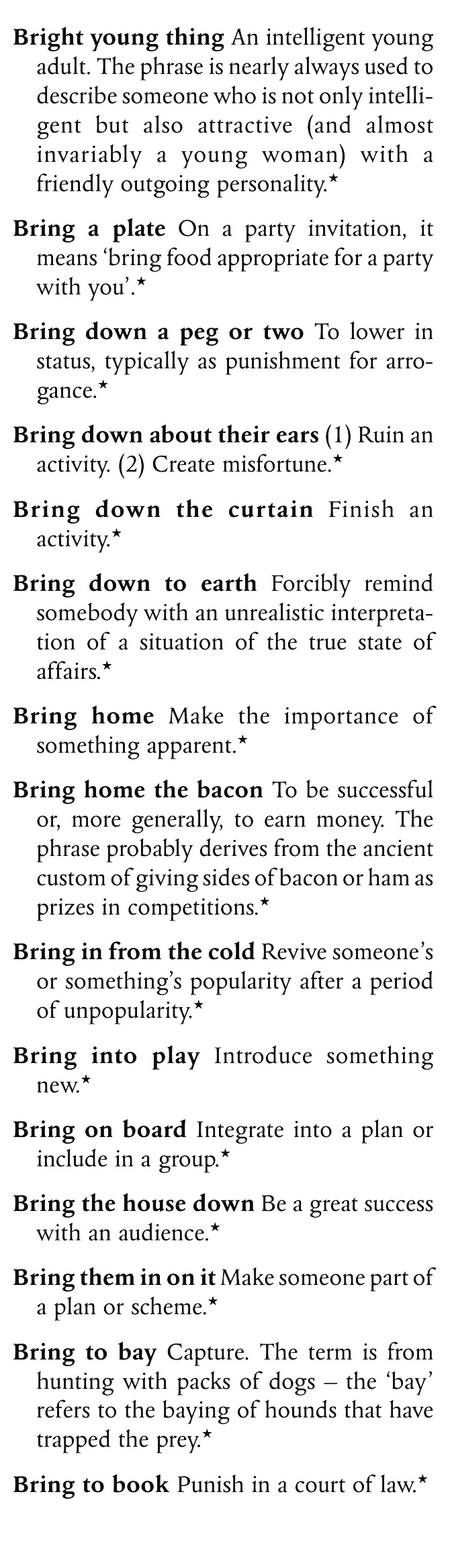 Bright young thing An intelligent young
adult. The phrase is nearly always used to
describe someone who is not only intelli-
gent but also attractive (and almost
invariably a young woman) with a
friendly outgoing personality.★
Bring a plate On a party invitation, it
means ‘bring food appropriate for a party
with you’.★
Bring down a peg or two To lower in
status, typically as punishment for arro-
gance.★
Bring down about their ears (1) Ruin an
activity. (2) Create misfortune.★
Bring down the curtain Finish an
activity.★
Bring down to earth Forcibly remind
somebody with an unrealistic interpreta-
tion of a situation of the true state of
affairs.★
Bring home Make the importance of
something apparent.★
Bring home the bacon To be successful
or, more generally, to earn money. The
phrase probably derives from the ancient
custom of giving sides of bacon or ham as
prizes in competitions.★
Bring in from the cold Revive someone’s
or something’s popularity after a period
of unpopularity.★
Bring into play Introduce something
new.★
Bring on board Integrate into a plan or
include in a group.★
Bring the house down Be a great success
with an audience.★
Bring them in on it Make someone part of
a plan or scheme.★
Bring to bay Capture. The term is from
hunting with packs of dogs – the ‘bay’
refers to the baying of hounds that have
trapped the prey.★
Bring to book Punish in a court of law.★